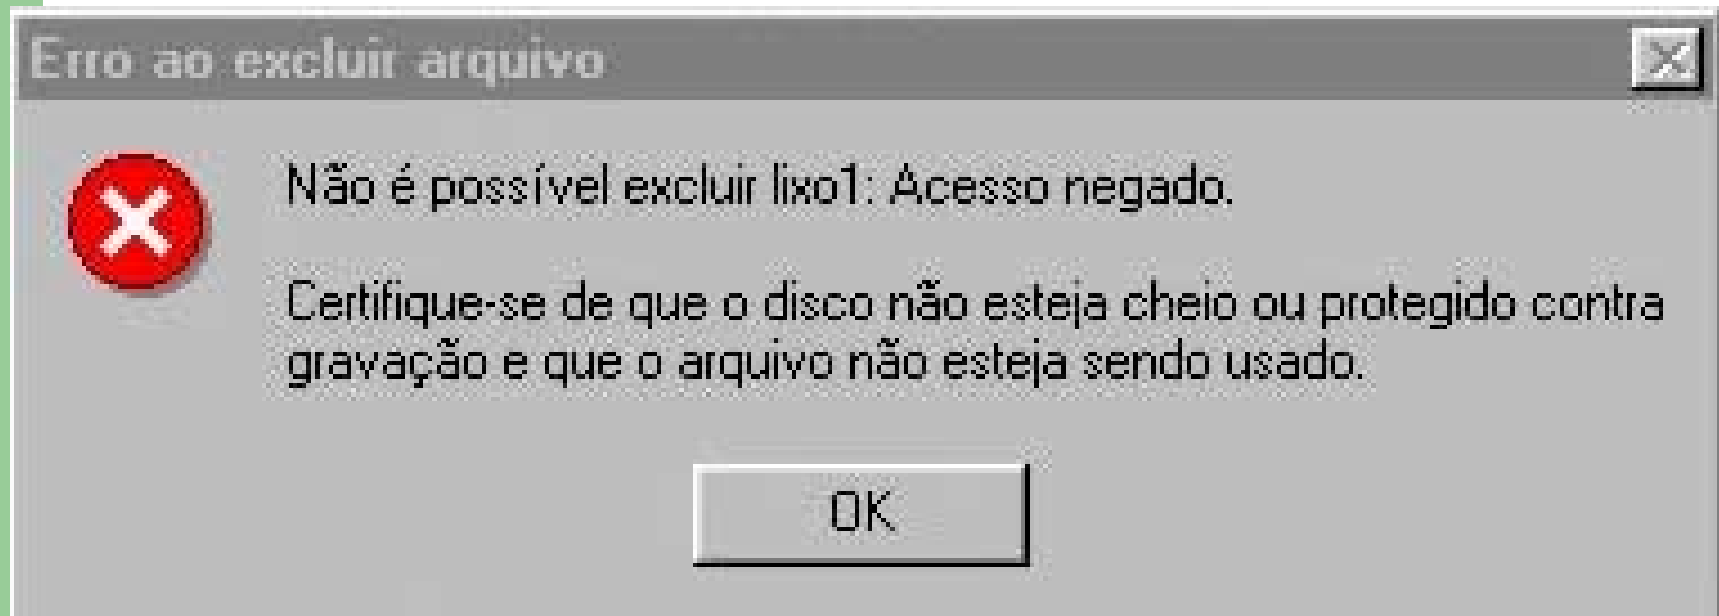 Erro ao excluir arquivo
Não é possível excluir lixo1: Acesso negado.
Certifique-se de que o disco não esteja cheio ou protegido contra
gravação e que o arquivo não esteja sendo usado.
OK